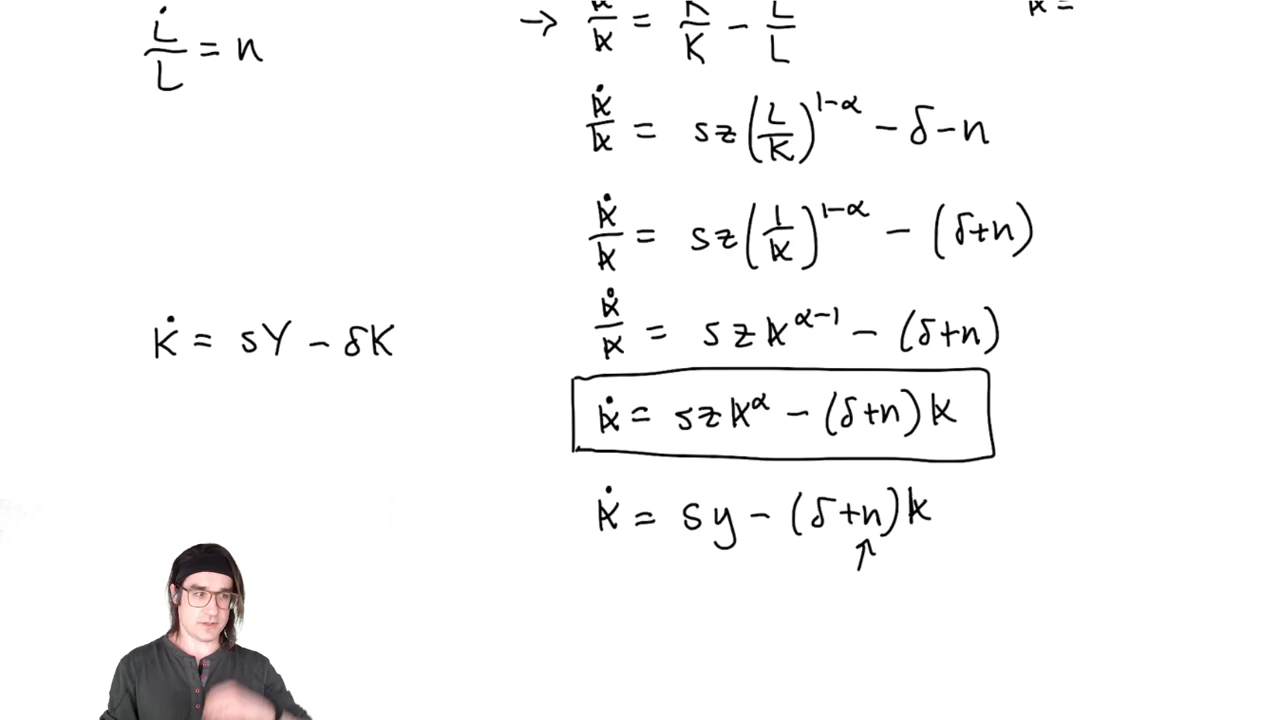 L̇/L = n
→ k̇/k = K̇/K − L̇/L
k =
k̇/k = sz(L/K)^{1−α} − δ − n
k̇/k = sz(1/k)^{1−α} − (δ+n)
k̇/k = szk^{α−1} − (δ+n)
K̇ = sY − δK
k̇ = szk^α − (δ+n)k
k̇ = sy − (δ+n)k
↑